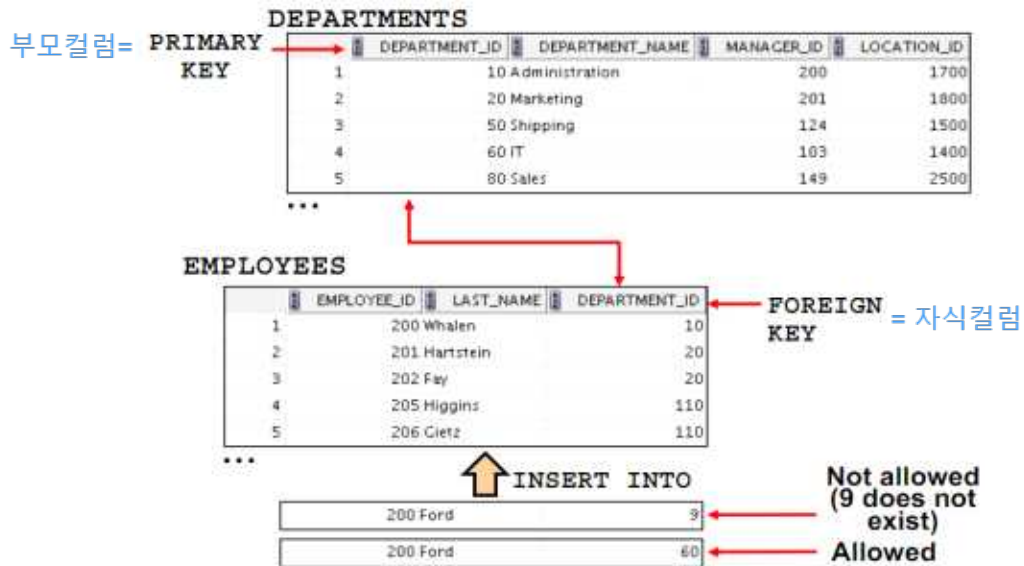 DEPARTMENTS
부모컬럼= PRIMARY KEY
DEPARTMENT_ID DEPARTMENT_NAME MANAGER_ID LOCATION_ID
1 10 Administration 200 1700
2 20 Marketing 201 1800
3 50 Shipping 124 1500
4 60 IT 103 1400
5 80 Sales 149 2500
...
EMPLOYEES
EMPLOYEE_ID LAST_NAME DEPARTMENT_ID
1 200 Whalen 10
2 201 Hartstein 20
3 202 Fay 20
4 205 Higgins 110
5 206 Gietz 110
...
FOREIGN KEY = 자식컬럼
INSERT INTO
200 Ford 9
Not allowed
(9 does not
exist)
200 Ford 60
Allowed